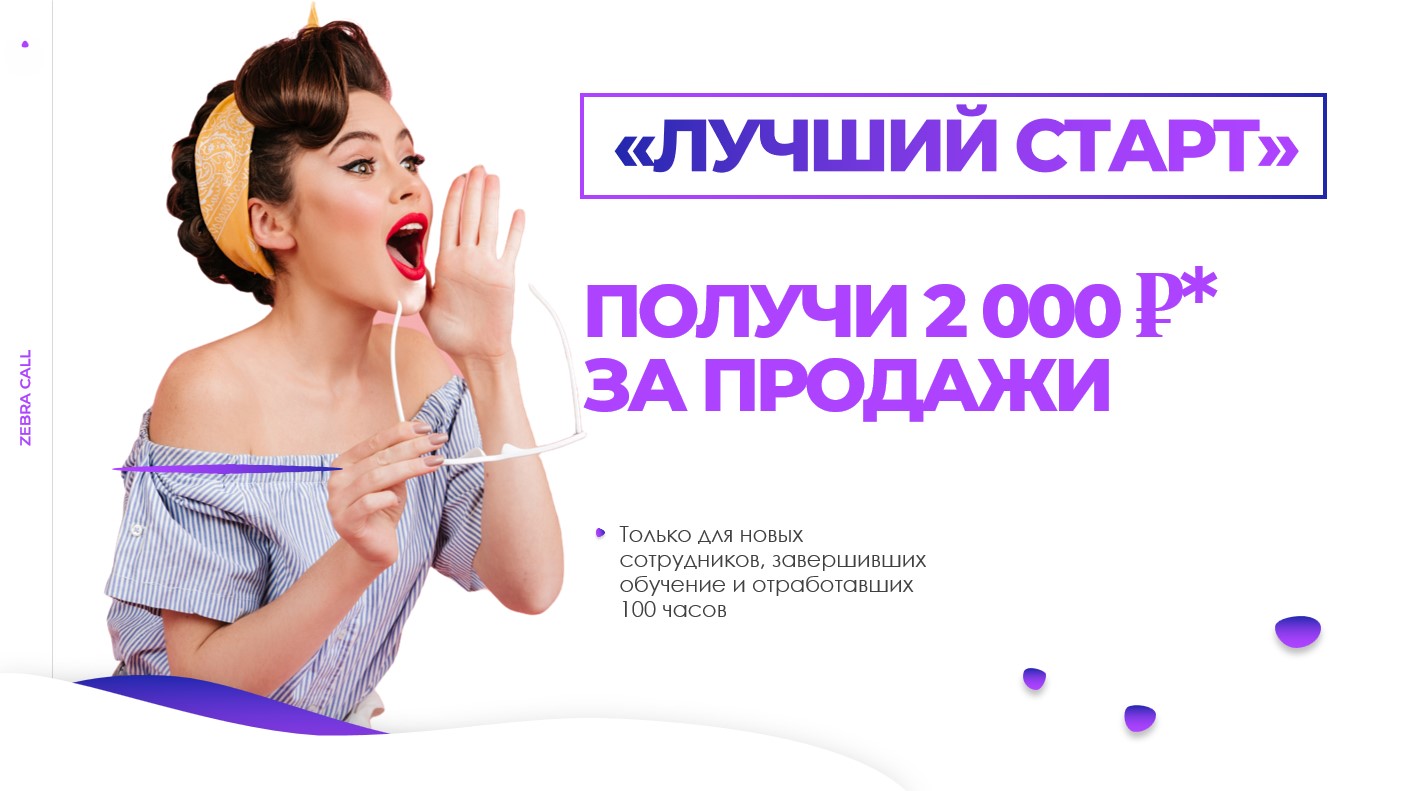 «ЛУЧШИЙ СТАРТ»
ПОЛУЧИ 2 000 ₽*
ЗА ПРОДАЖИ
ZEBRA CALL
Только для новых
сотрудников, завершивших
обучение и отработавших
100 часов